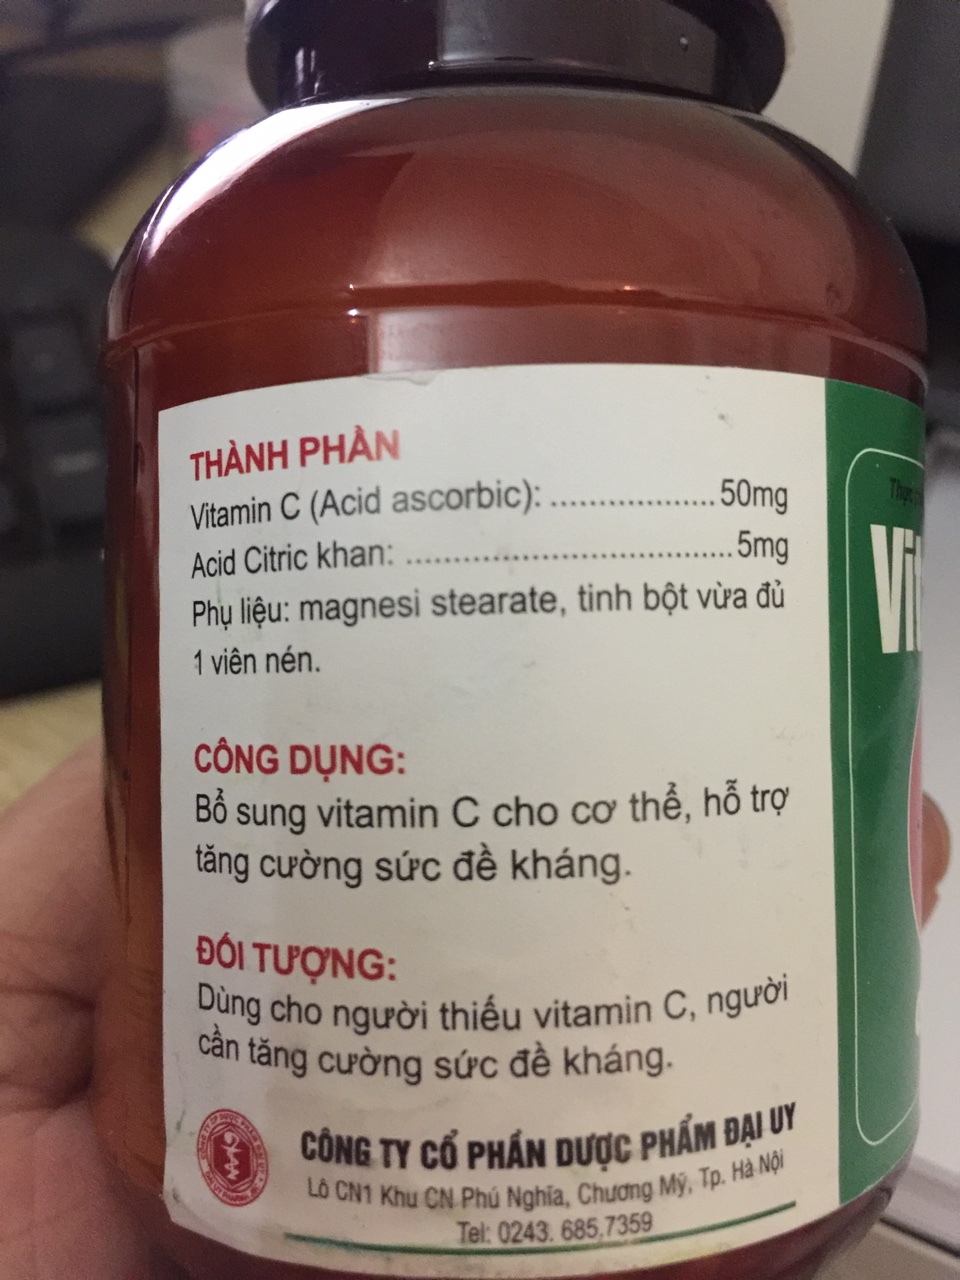 THÀNH PHẦN
Vitamin C (Acid ascorbic): ..................50mg
Acid Citric khan: ....................................5mg
Phụ liệu: magnesi stearate, tinh bột vừa đủ
1 viên nén.
CÔNG DỤNG:
Bổ sung vitamin C cho cơ thể, hỗ trợ
tăng cường sức đề kháng.
ĐỐI TƯỢNG:
Dùng cho người thiếu vitamin C, người
cần tăng cường sức đề kháng.
CÔNG TY CỔ PHẦN DƯỢC PHẨM ĐẠI UY
Lô CN1 Khu CN Phú Nghĩa, Chương Mỹ, Tp. Hà Nội
Tel: 0243. 685.7359